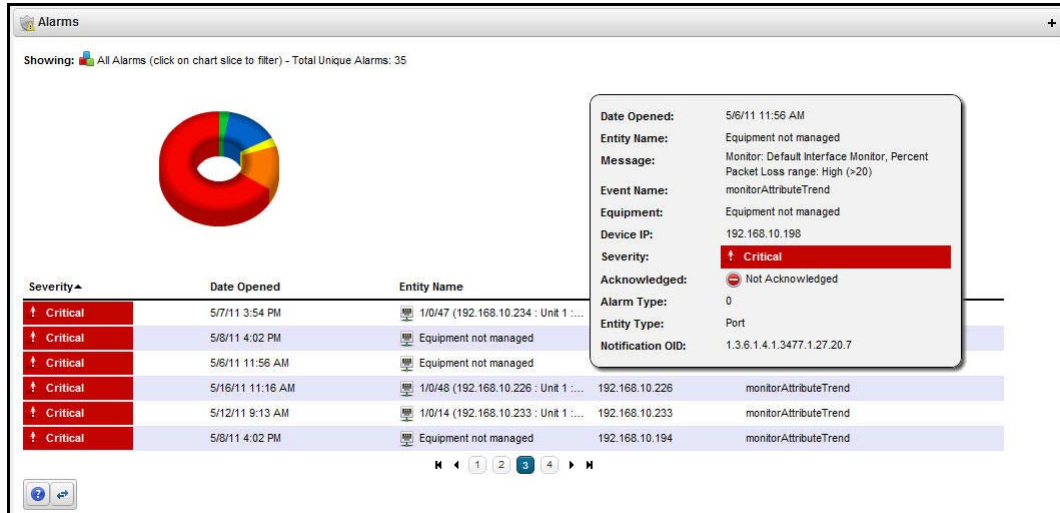 Alarms
Showing: All Alarms (click on chart slice to filter) - Total Unique Alarms: 35
Date Opened: 5/6/11 11:56 AM
Entity Name: Equipment not managed
Message: Monitor: Default Interface Monitor, Percent
Packet Loss range: High (>20)
Event Name: monitorAttributeTrend
Equipment: Equipment not managed
Device IP: 192.168.10.198
Severity: Critical
Acknowledged: Not Acknowledged
Alarm Type: 0
Entity Type: Port
Notification OID: 1.3.6.1.4.1.3477.1.27.20.7
Severity Date Opened Entity Name
Critical 5/7/11 3:54 PM 1/0/47 (192.168.10.234 : Unit 1 :...
Critical 5/8/11 4:02 PM Equipment not managed
Critical 5/6/11 11:56 AM Equipment not managed
Critical 5/16/11 11:16 AM 1/0/48 (192.168.10.226 : Unit 1 :... 192.168.10.226 monitorAttributeTrend
Critical 5/12/11 9:13 AM 1/0/14 (192.168.10.233 : Unit 1 :... 192.168.10.233 monitorAttributeTrend
Critical 5/8/11 4:02 PM Equipment not managed 192.168.10.194 monitorAttributeTrend
1 2 3 4